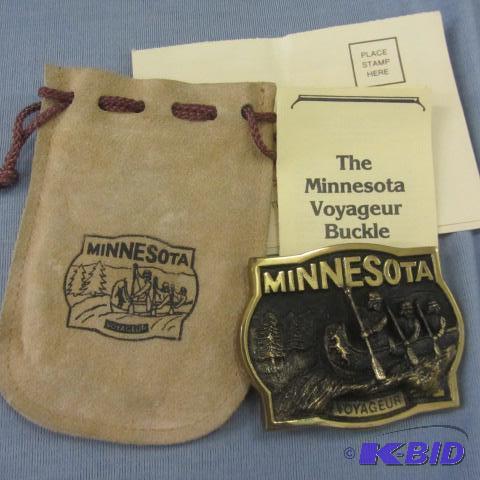 PLACE
STAMP
HERE
The
Minnesota
Voyageur
Buckle
MINNESOTA
VOYAGEUR
MINNESOTA
VOYAGEUR
© K-BID